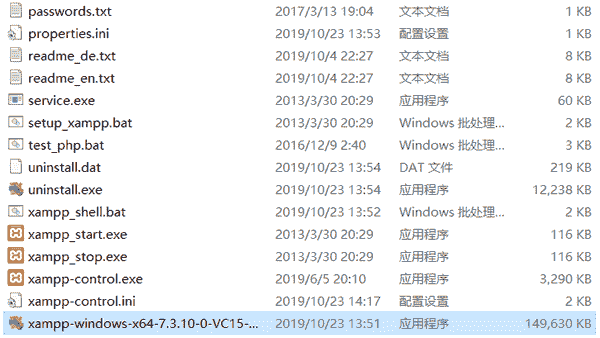 passwords.txt 2017/3/13 19:04 文本文档 1 KB
properties.ini 2019/10/23 13:53 配置设置 1 KB
readme_de.txt 2019/10/4 22:27 文本文档 8 KB
readme_en.txt 2019/10/4 22:27 文本文档 8 KB
service.exe 2013/3/30 20:29 应用程序 60 KB
setup_xampp.bat 2013/3/30 20:29 Windows 批处理... 2 KB
test_php.bat 2016/12/9 2:40 Windows 批处理... 3 KB
uninstall.dat 2019/10/23 13:54 DAT 文件 219 KB
uninstall.exe 2019/10/23 13:54 应用程序 12,238 KB
xampp_shell.bat 2019/10/23 13:52 Windows 批处理... 2 KB
xampp_start.exe 2013/3/30 20:29 应用程序 116 KB
xampp_stop.exe 2013/3/30 20:29 应用程序 116 KB
xampp-control.exe 2019/6/5 20:10 应用程序 3,290 KB
xampp-control.ini 2019/10/23 14:17 配置设置 2 KB
xampp-windows-x64-7.3.10-0-VC15-... 2019/10/23 13:51 应用程序 149,630 KB